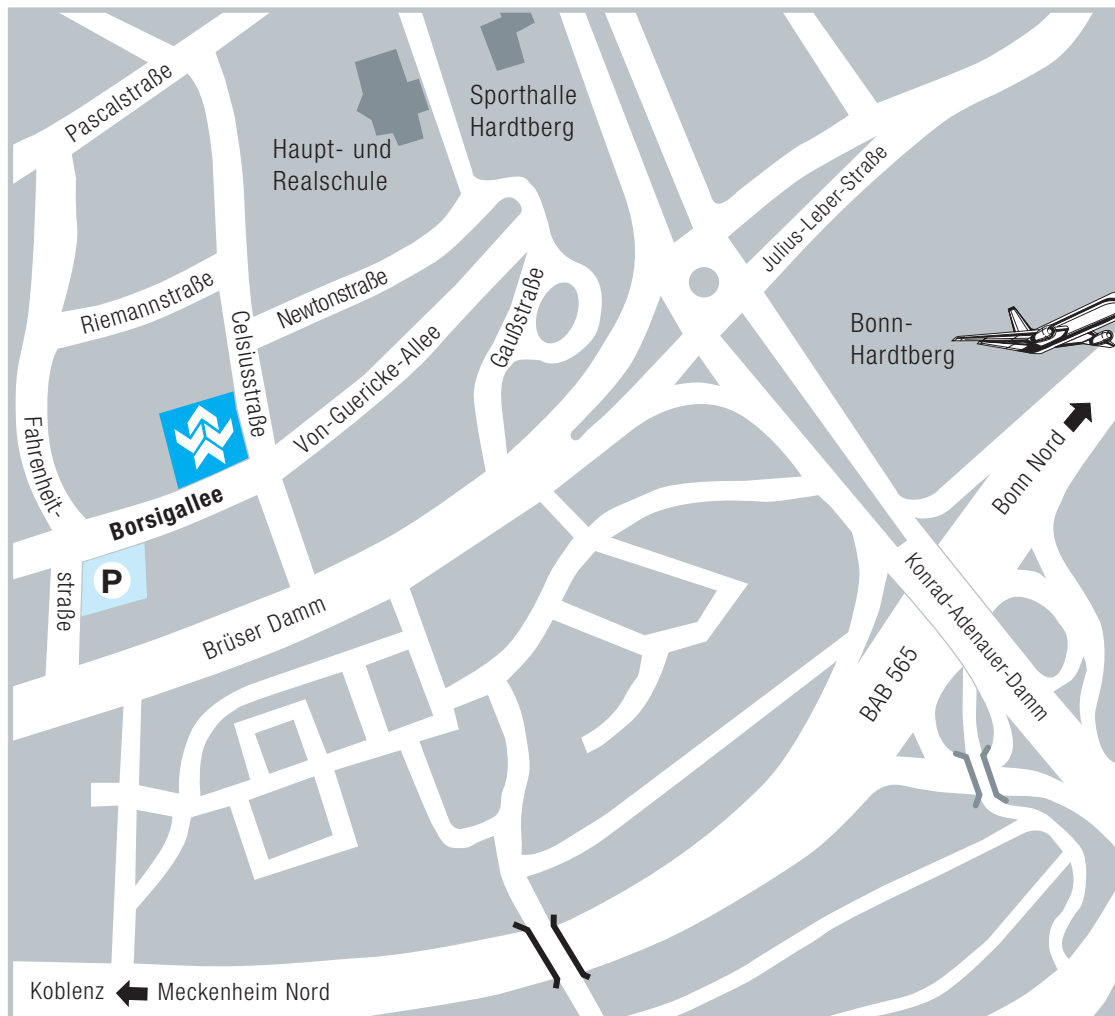 Pascalstraße
Haupt- und
Realschule
Sporthalle
Hardtberg
Julius-Leber-Straße
Riemannstraße
Newtonstraße
Celsiusstraße
Gaußstraße
Von-Guericke-Allee
Bonn-
Hardtberg
Fahrenheit-
straße
Borsigallee
P
Bonn Nord
Brüser Damm
Konrad-Adenauer-Damm
BAB 565
Koblenz
Meckenheim Nord